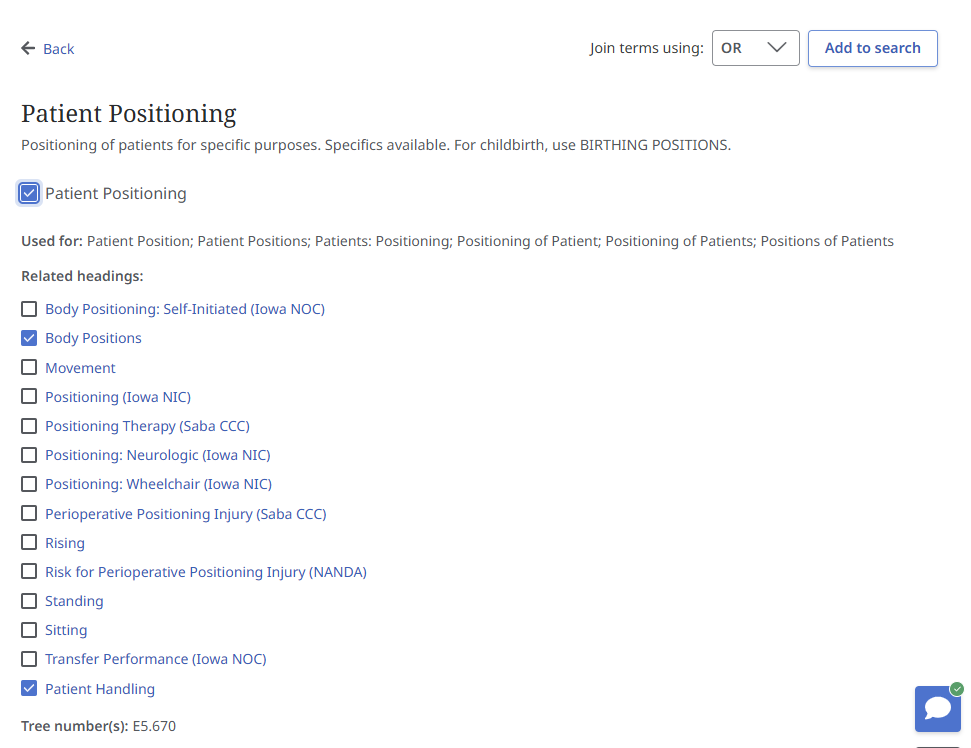 Back
Join terms using:
OR
Add to search
Patient Positioning
Positioning of patients for specific purposes. Specifics available. For childbirth, use BIRTHING POSITIONS.
Patient Positioning
Used for: Patient Position; Patient Positions; Patients: Positioning; Positioning of Patient; Positioning of Patients; Positions of Patients
Related headings:
Body Positioning: Self-Initiated (Iowa NOC)
Body Positions
Movement
Positioning (Iowa NIC)
Positioning Therapy (Saba CCC)
Positioning: Neurologic (Iowa NIC)
Positioning: Wheelchair (Iowa NIC)
Perioperative Positioning Injury (Saba CCC)
Rising
Risk for Perioperative Positioning Injury (NANDA)
Standing
Sitting
Transfer Performance (Iowa NOC)
Patient Handling
Tree number(s): E5.670